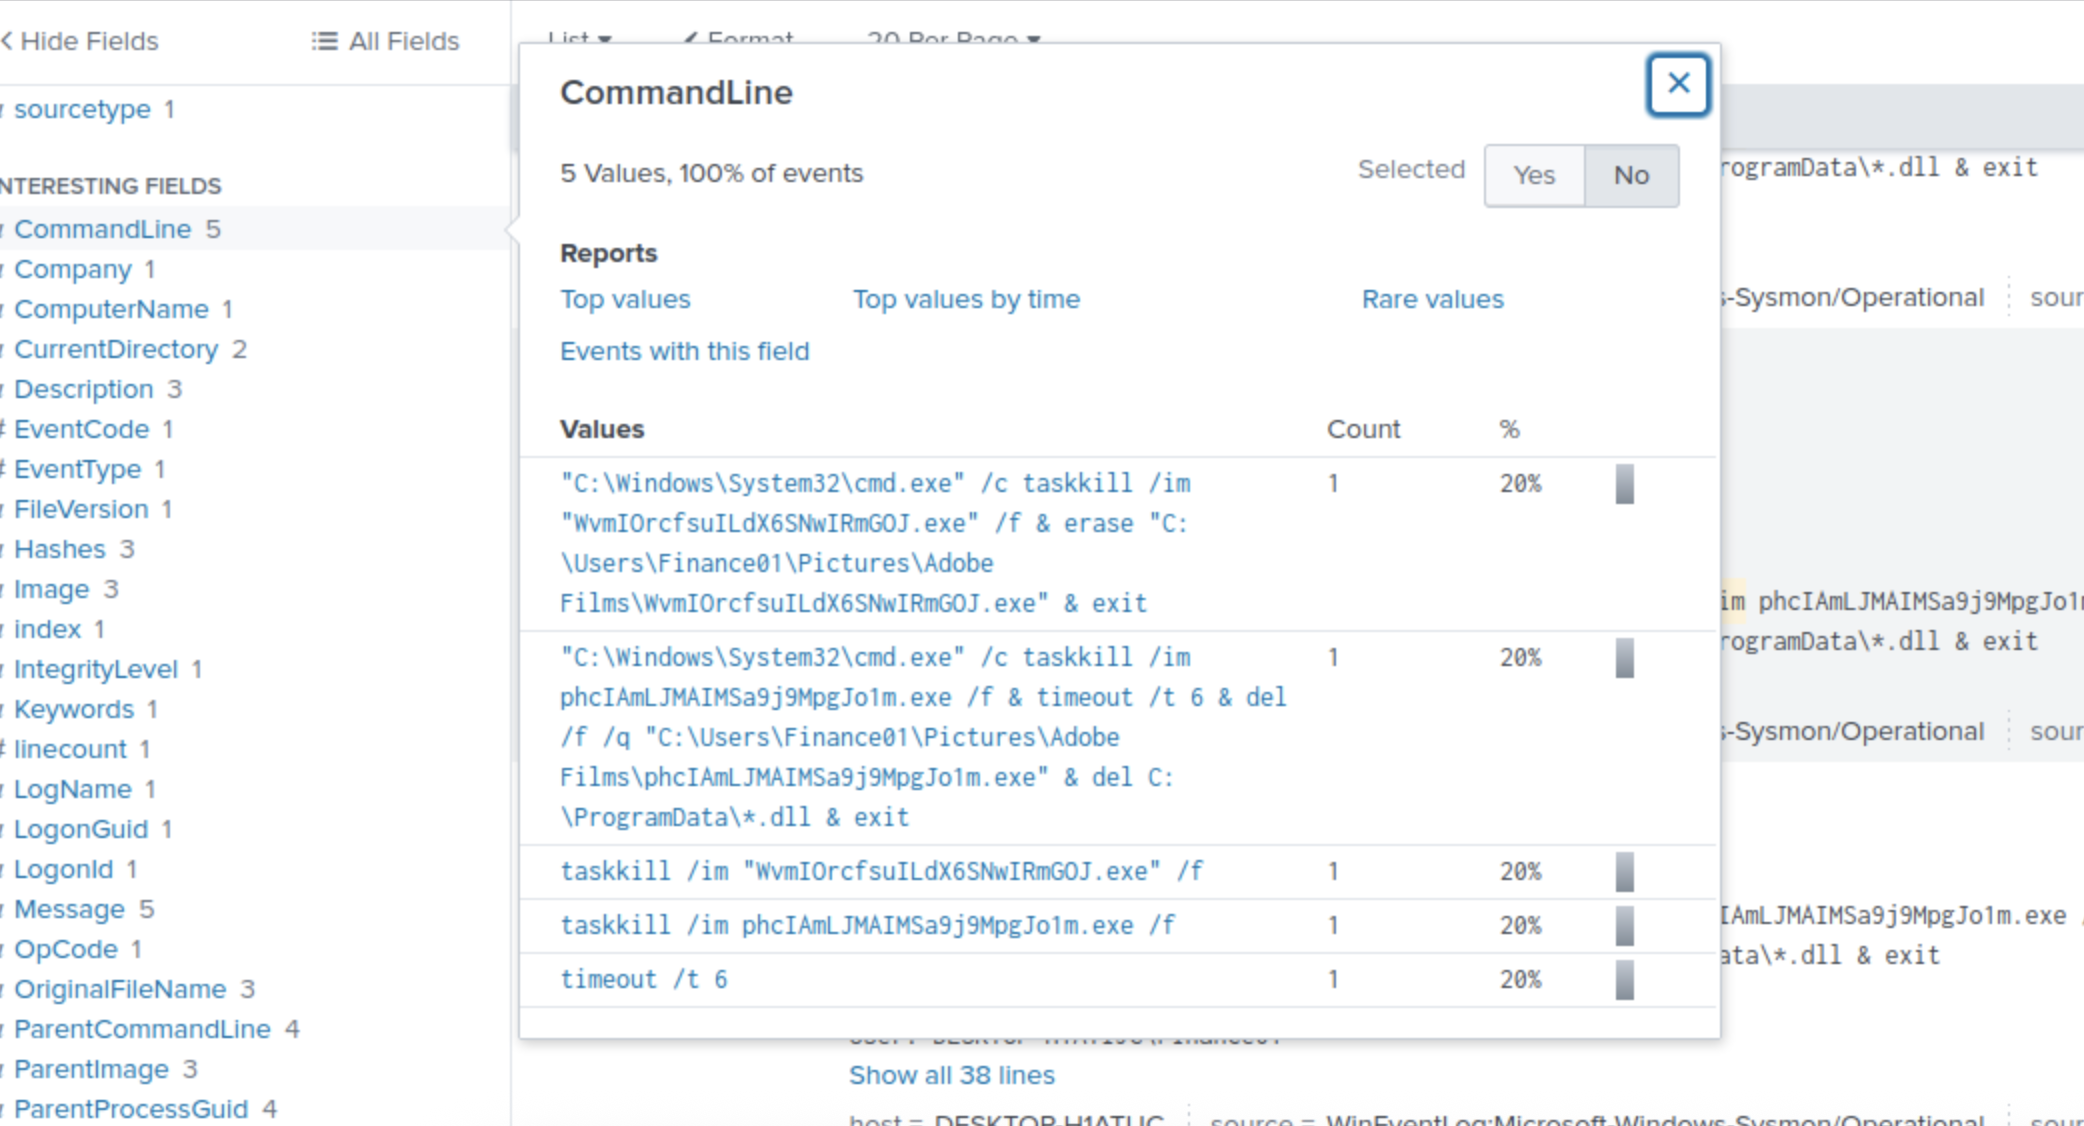 Hide Fields
All Fields
List
Format
20 Per Page
sourcetype 1
INTERESTING FIELDS
CommandLine 5
Company 1
ComputerName 1
CurrentDirectory 2
Description 3
# EventCode 1
# EventType 1
FileVersion 1
Hashes 3
Image 3
index 1
IntegrityLevel 1
Keywords 1
# linecount 1
LogName 1
LogonGuid 1
LogonId 1
Message 5
OpCode 1
OriginalFileName 3
ParentCommandLine 4
ParentImage 3
ParentProcessGuid 4
CommandLine
5 Values, 100% of events
Selected Yes No
Reports
Top values Top values by time Rare values
Events with this field
Values Count %
"C:\Windows\System32\cmd.exe" /c taskkill /im 1 20%
"WvmIOrcfsuILdX6SNwIRmGOJ.exe" /f & erase "C:
\Users\Finance01\Pictures\Adobe
Films\WvmIOrcfsuILdX6SNwIRmGOJ.exe" & exit
"C:\Windows\System32\cmd.exe" /c taskkill /im 1 20%
phcIAmLJMAIMSa9j9MpgJo1m.exe /f & timeout /t 6 & del
/f /q "C:\Users\Finance01\Pictures\Adobe
Films\phcIAmLJMAIMSa9j9MpgJo1m.exe" & del C:
\ProgramData\*.dll & exit
taskkill /im "WvmIOrcfsuILdX6SNwIRmGOJ.exe" /f 1 20%
taskkill /im phcIAmLJMAIMSa9j9MpgJo1m.exe /f 1 20%
timeout /t 6 1 20%
rogramData\*.dll & exit
s-Sysmon/Operational sour
im phcIAmLJMAIMSa9j9MpgJo1
rogramData\*.dll & exit
s-Sysmon/Operational sour
IAmLJMAIMSa9j9MpgJo1m.exe
ata\*.dll & exit
Show all 38 lines
host = source = WinEventLog:Microsoft-Windows-Sysmon/Operational sour